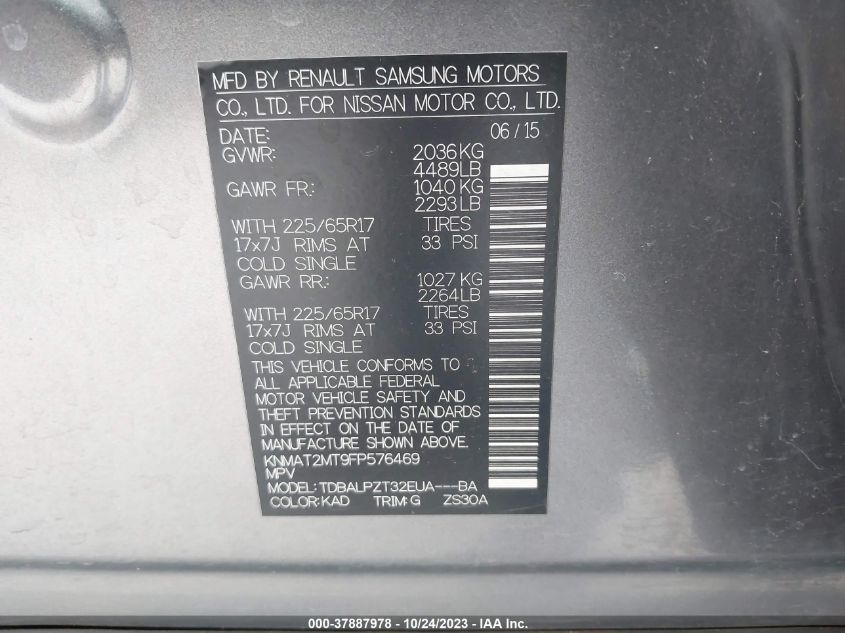 MFD BY RENAULT SAMSUNG MOTORS
CO., LTD. FOR NISSAN MOTOR CO., LTD.
DATE: 06/15
GVWR: 2036KG
4489LB
GAWR FR.: 1040KG
2293LB
WITH 225/65R17 TIRES
17x7J RIMS AT 33 PSI
COLD SINGLE
GAWR RR.: 1027 KG
2264LB
WITH 225/65R17 TIRES
17x7J RIMS AT 33 PSI
COLD SINGLE
THIS VEHICLE CONFORMS TO
ALL APPLICABLE FEDERAL
MOTOR VEHICLE SAFETY AND
THEFT PREVENTION STANDARDS
IN EFFECT ON THE DATE OF
MANUFACTURE SHOWN ABOVE.
KNMAT2MT9FP576469
MPV
MODEL:TDBALPZT32EUA---BA
COLOR:KAD TRIM:G ZS30A
000-37887978 - 10/24/2023 - IAA Inc.